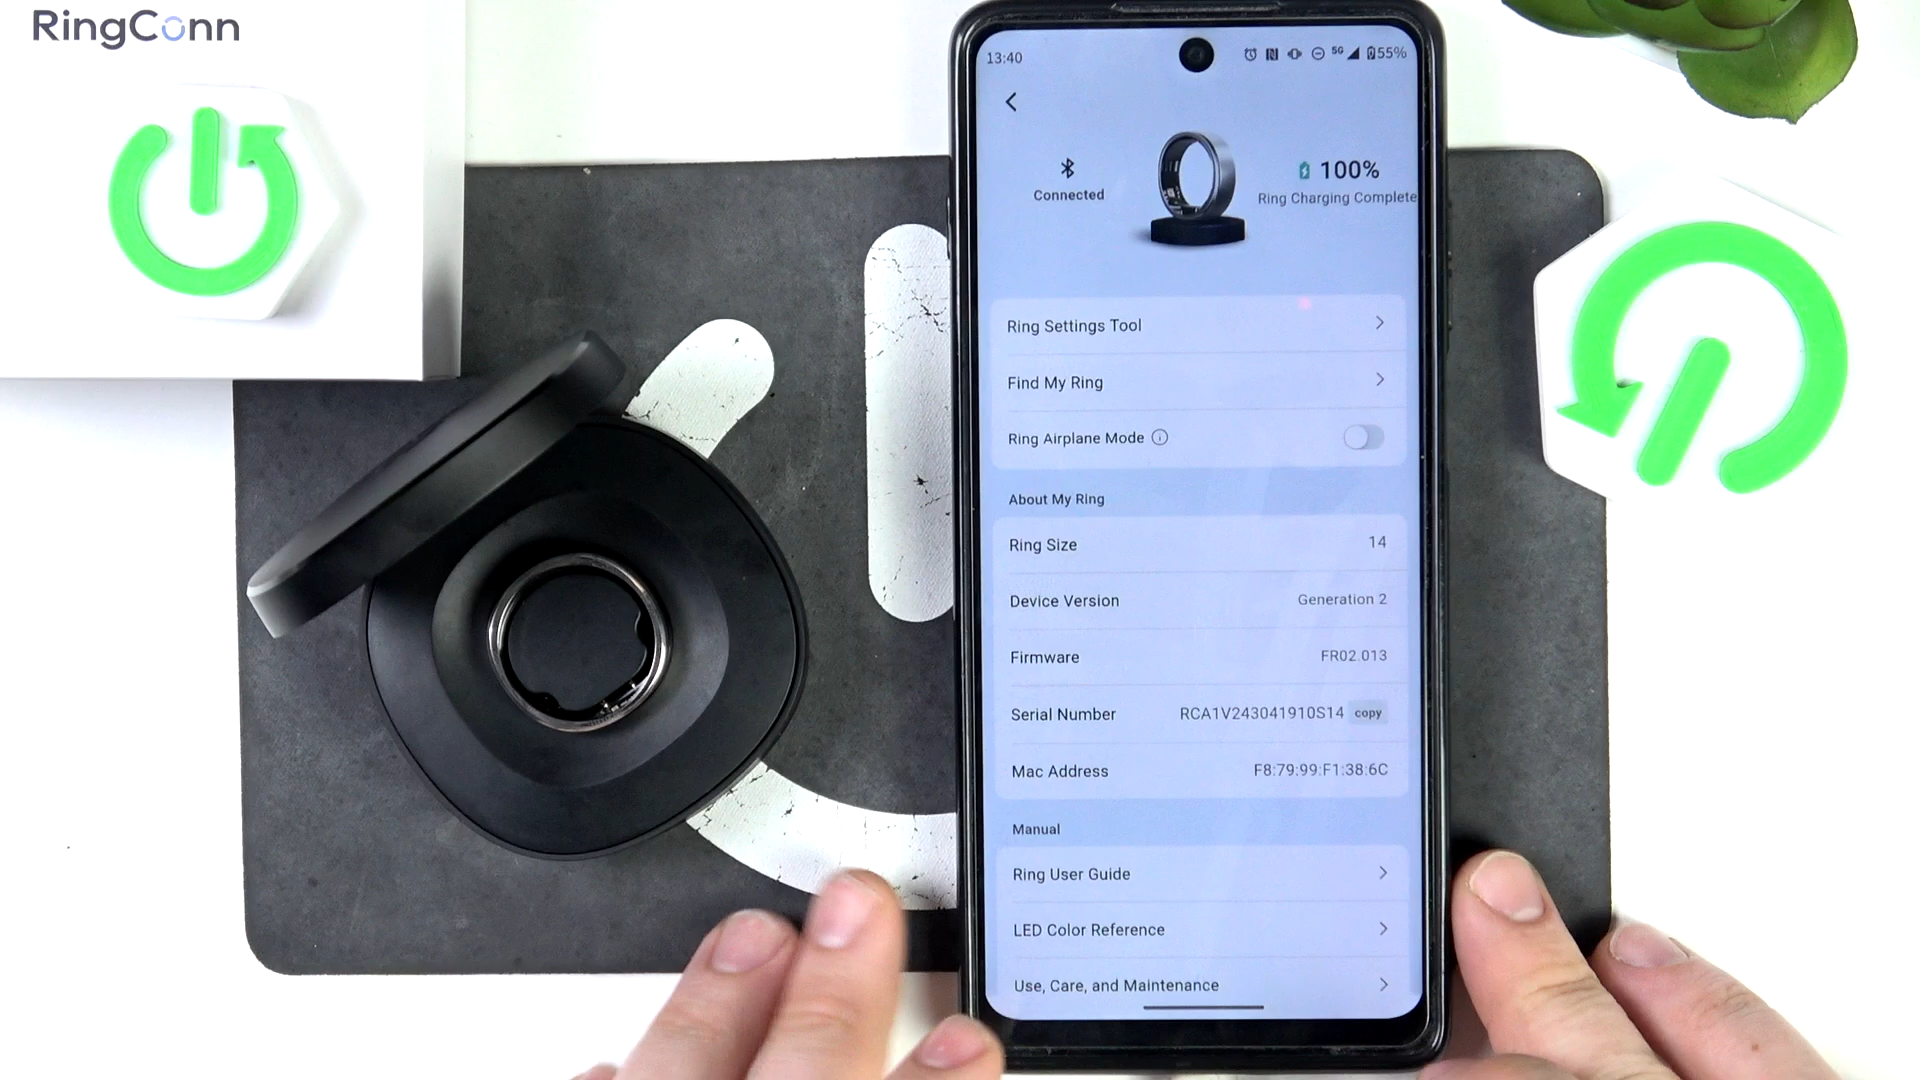 RingConn
13:40
5G
55%
Connected
100%
Ring Charging Complete
Ring Settings Tool
Find My Ring
Ring Airplane Mode
About My Ring
Ring Size 14
Device Version Generation 2
Firmware FR02.013
Serial Number RCA1V243041910S14 copy
Mac Address F8:79:99:F1:38:6C
Manual
Ring User Guide
LED Color Reference
Use, Care, and Maintenance